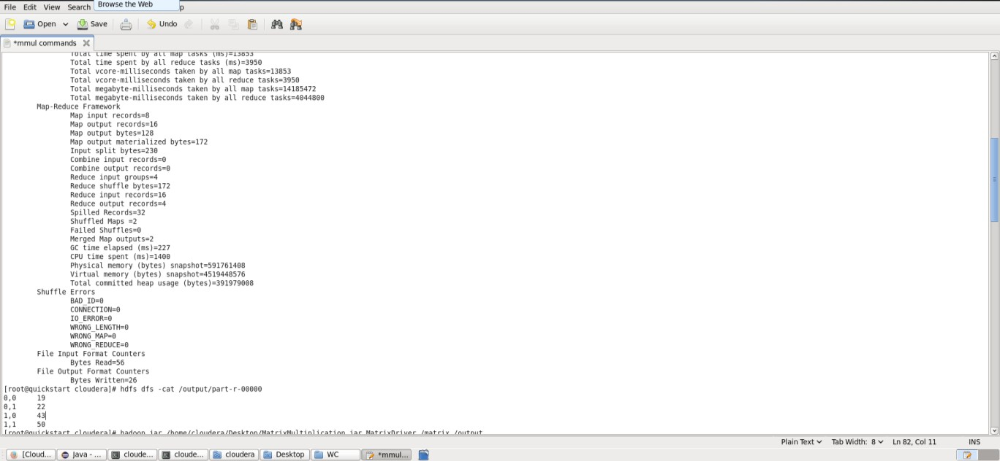 Browse the Web
File Edit View Search p
Open Save Undo
*mmul commands
Total time spent by all map tasks (ms)=13853
Total time spent by all reduce tasks (ms)=3950
Total vcore-milliseconds taken by all map tasks=13853
Total vcore-milliseconds taken by all reduce tasks=3950
Total megabyte-milliseconds taken by all map tasks=14185472
Total megabyte-milliseconds taken by all reduce tasks=4044800
Map-Reduce Framework
Map input records=8
Map output records=16
Map output bytes=128
Map output materialized bytes=172
Input split bytes=230
Combine input records=0
Combine output records=0
Reduce input groups=4
Reduce shuffle bytes=172
Reduce input records=16
Reduce output records=4
Spilled Records=32
Shuffled Maps =2
Failed Shuffles=0
Merged Map outputs=2
GC time elapsed (ms)=227
CPU time spent (ms)=1400
Physical memory (bytes) snapshot=591761408
Virtual memory (bytes) snapshot=4519448576
Total committed heap usage (bytes)=391979008
Shuffle Errors
BAD_ID=0
CONNECTION=0
IO_ERROR=0
WRONG_LENGTH=0
WRONG_MAP=0
WRONG_REDUCE=0
File Input Format Counters
Bytes Read=56
File Output Format Counters
Bytes Written=26
[root@quickstart cloudera]# hdfs dfs -cat /output/part-r-00000
0,0 19
0,1 22
1,0 43
1,1 50
[root@quickstart cloudera]# hadoop jar /home/cloudera/Desktop/MatrixMultiplication.jar MatrixDriver /matrix /output
Plain Text Tab Width: 8 Ln 82, Col 11 INS
[Cloud... Java - ... cloude... cloude... cloudera Desktop WC *mmul...